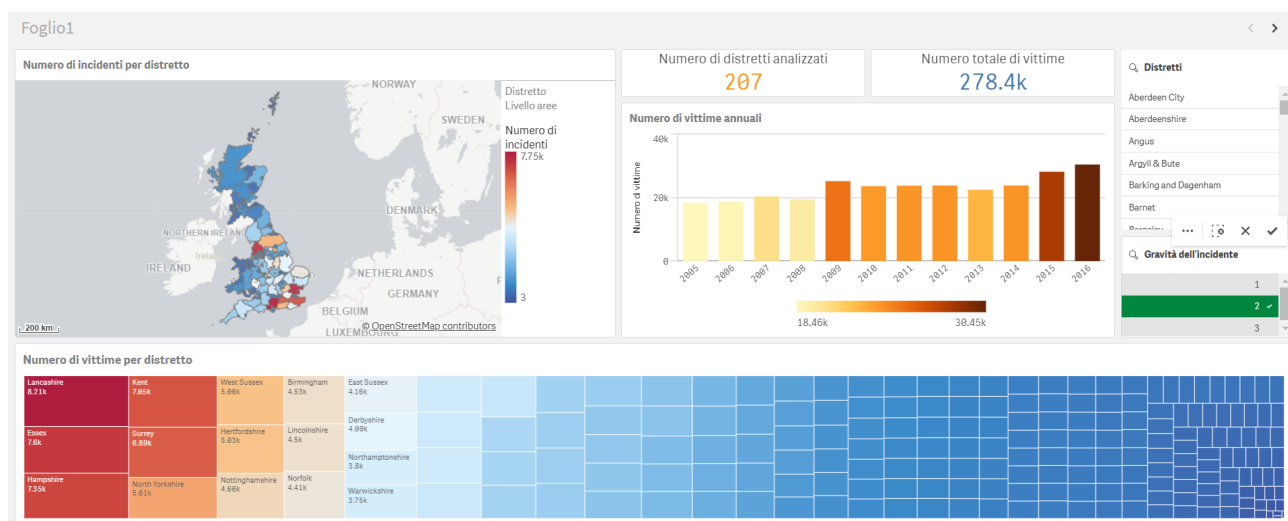 Foglio1
Numero di incidenti per distretto
NORWAY
SWEDEN
DENMARK
NORTHERN IRELAND
Ireland
IRELAND
NETHERLANDS
GERMANY
BELGIUM
LUXEMBOURG
200 km
© OpenStreetMap contributors
Distretto
Livello aree
Numero di
incidenti
7.75k
3
Numero di distretti analizzati
207
Numero totale di vittime
278.4k
Numero di vittime annuali
Numero di vittime
40k
20k
0
2005 2006 2007 2008 2009 2010 2011 2012 2013 2014 2015 2016
18.46k 30.45k
Distretti
Aberdeen City
Aberdeenshire
Angus
Argyll & Bute
Barking and Dagenham
Barnet
Gravità dell'incidente
1
2
3
Numero di vittime per distretto
Lancashire
8.21k
Essex
7.6k
Hampshire
7.35k
Kent
7.05k
Surrey
6.89k
North Yorkshire
5.61k
West Sussex
5.06k
Hertfordshire
5.03k
Nottinghamshire
4.66k
Birmingham
4.53k
Lincolnshire
4.5k
Norfolk
4.41k
East Sussex
4.16k
Derbyshire
4.09k
Northamptonshire
3.8k
Warwickshire
3.75k